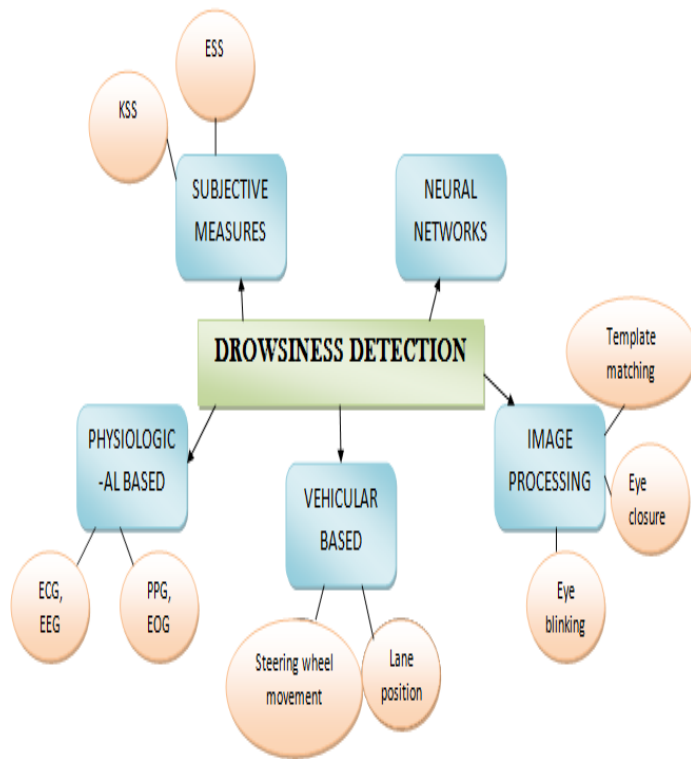 ESS
KSS
SUBJECTIVE
MEASURES
NEURAL
NETWORKS
DROWSINESS DETECTION
Template
matching
PHYSIOLOGIC
-AL BASED
IMAGE
PROCESSING
Eye
closure
VEHICULAR
BASED
ECG,
EEG
PPG,
EOG
Eye
blinking
Steering wheel
movement
Lane
position